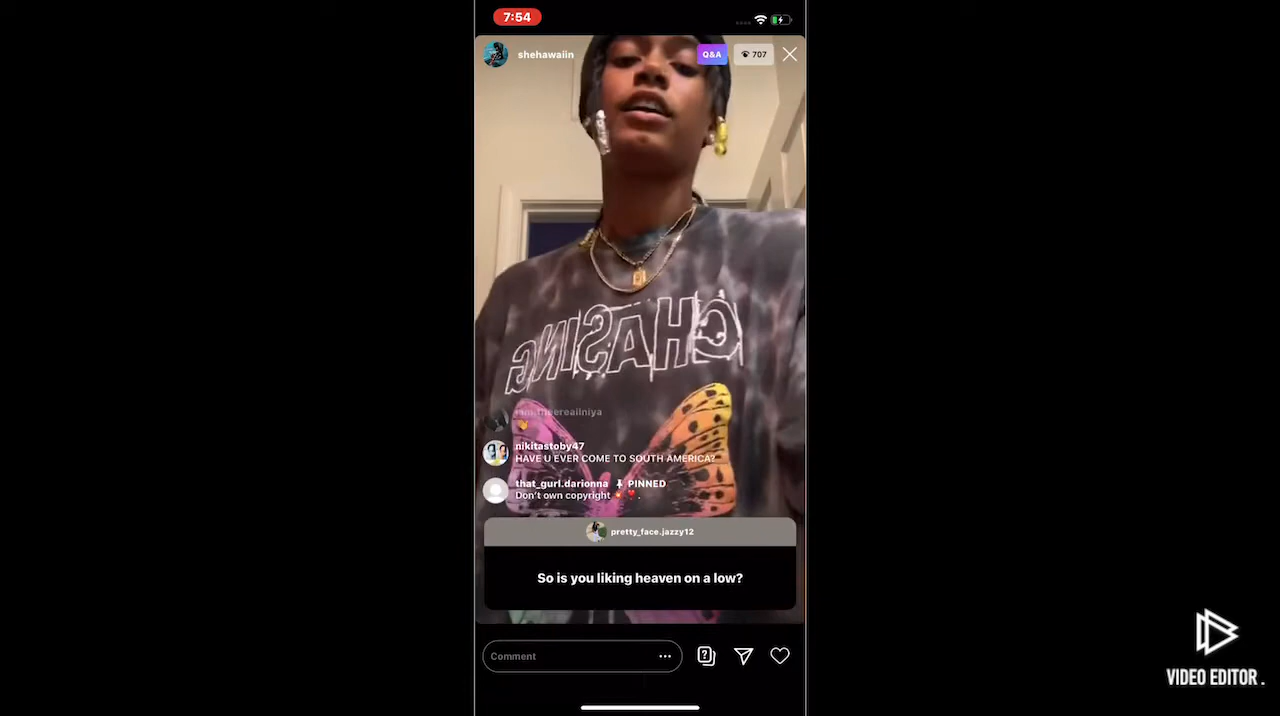 7:54
shehawaiin
Q&A
707
CHASING
nikitastoby47
HAVE U EVER COME TO SOUTH AMERICA?
that_gurl.darionna PINNED
Don't own copyright
pretty_face.jazzy12
So is you liking heaven on a low?
Comment
VIDEO EDITOR .